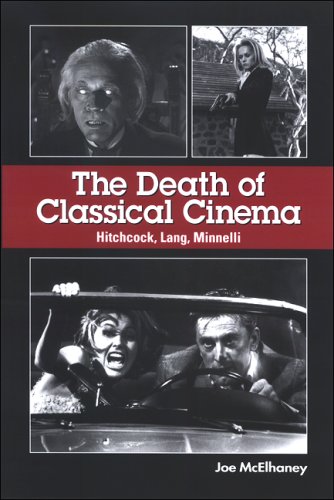 The Death of
Classical Cinema
Hitchcock, Lang, Minnelli
Joe McElhaney